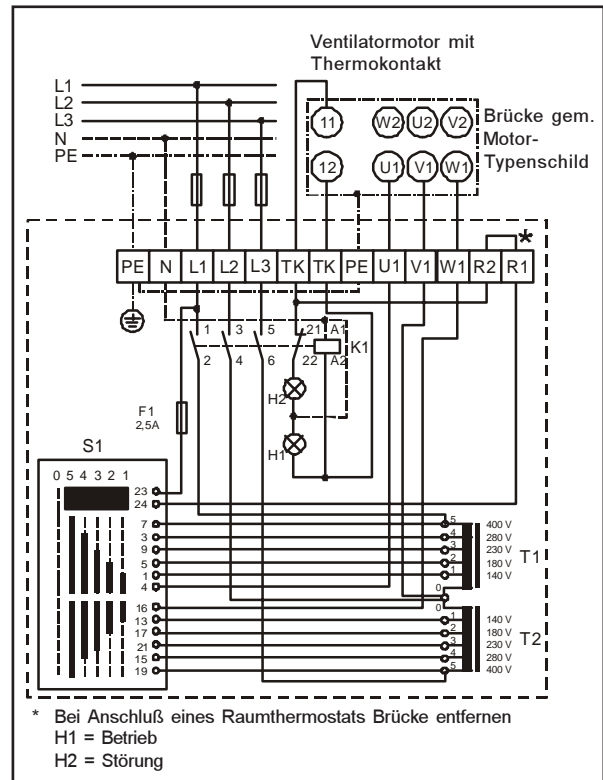 Ventilatormotor mit
Thermokontakt
L1
L2
L3
N
PE
11
W2 U2 V2
12
U1 V1 W1
Brücke gem.
Motor-
Typenschild
*
PE N L1 L2 L3 TK TK PE U1 V1 W1 R2 R1
1 3 5 21 A1
K1
2 4 6 22 A2
H2
H1
F1
2,5A
S1
0 5 4 3 2 1
23
24
7
3
9
5
1
4
16
13
17
21
15
19
5 400 V
4 280 V
3 230 V
2 180 V
1 140 V
0
T1
0
1 140 V
2 180 V
3 230 V
4 280 V
5 400 V
T2
* Bei Anschluß eines Raumthermostats Brücke entfernen
H1 = Betrieb
H2 = Störung